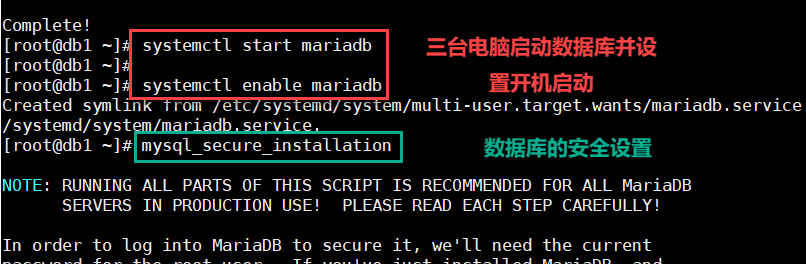 Complete!
[root@db1 ~]# systemctl start mariadb
[root@db1 ~]#
[root@db1 ~]# systemctl enable mariadb
三台电脑启动数据库并设
置开机启动
Created symlink from /etc/systemd/system/multi-user.target.wants/mariadb.service
/systemd/system/mariadb.service.
[root@db1 ~]# mysql_secure_installation
数据库的安全设置
NOTE: RUNNING ALL PARTS OF THIS SCRIPT IS RECOMMENDED FOR ALL MariaDB
SERVERS IN PRODUCTION USE!  PLEASE READ EACH STEP CAREFULLY!
In order to log into MariaDB to secure it, we'll need the current
password for the root user.  If you've just installed MariaDB, and